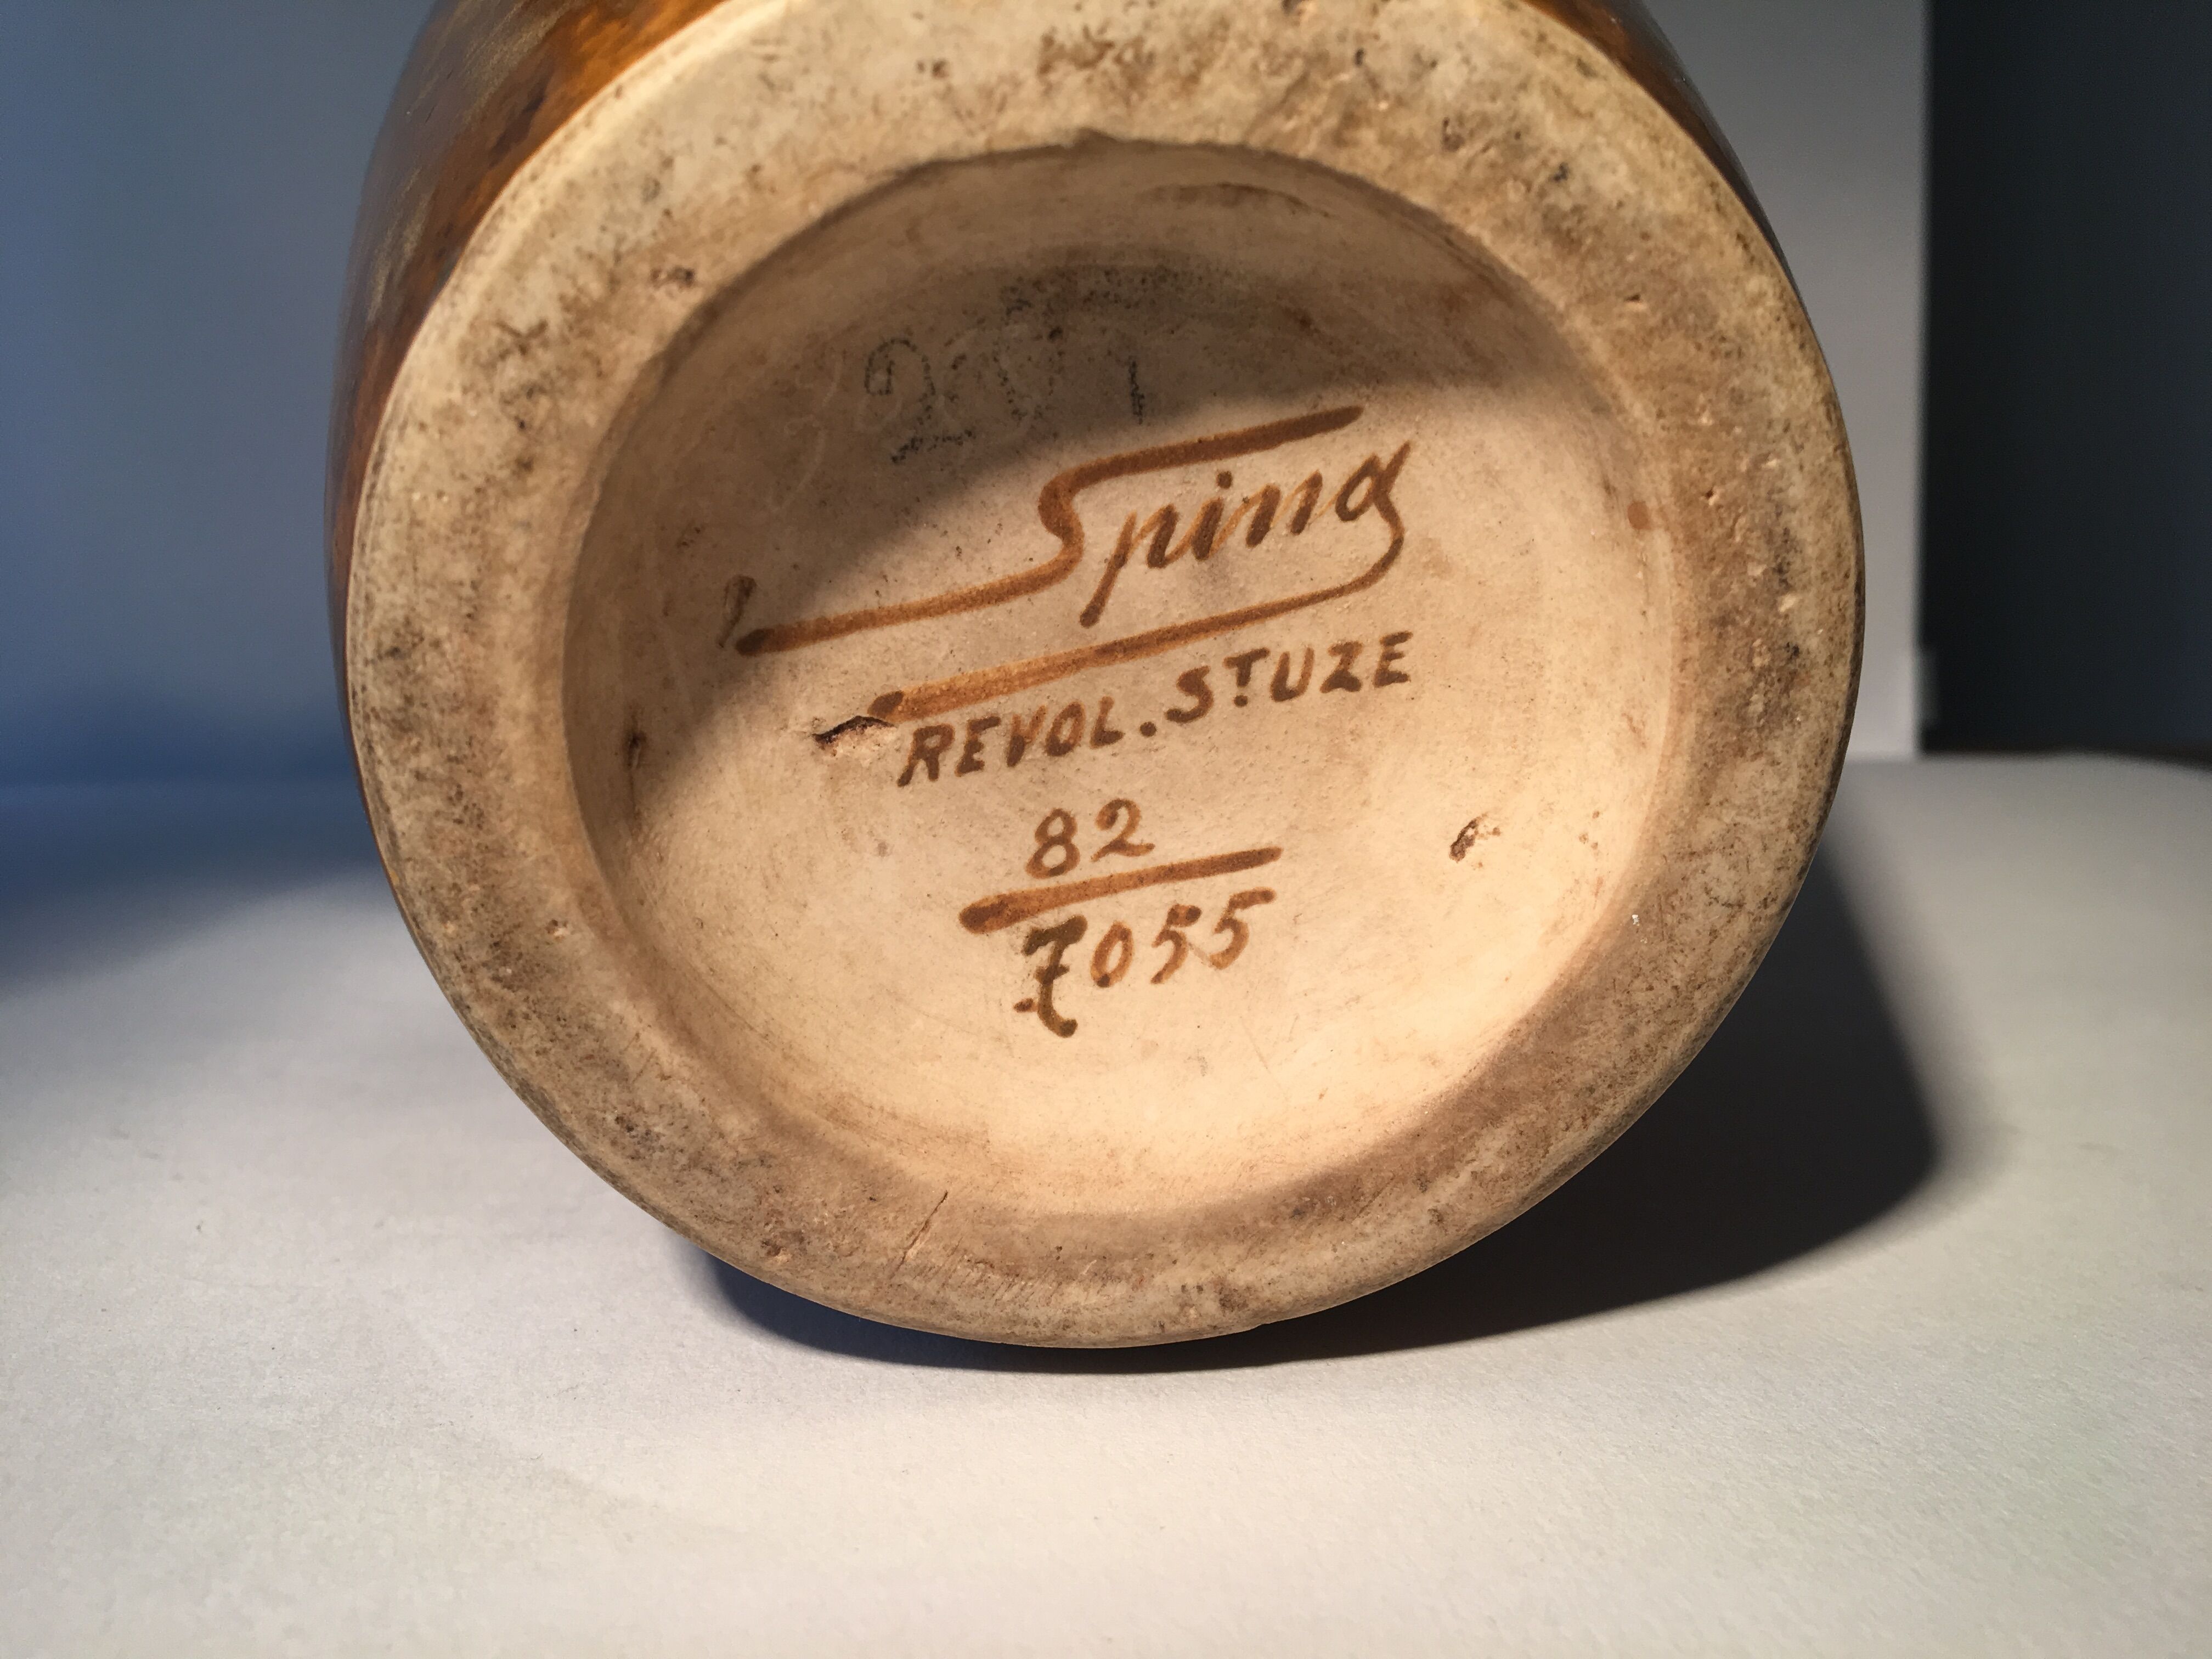 Spina
REVOL. STUZE
82
7055